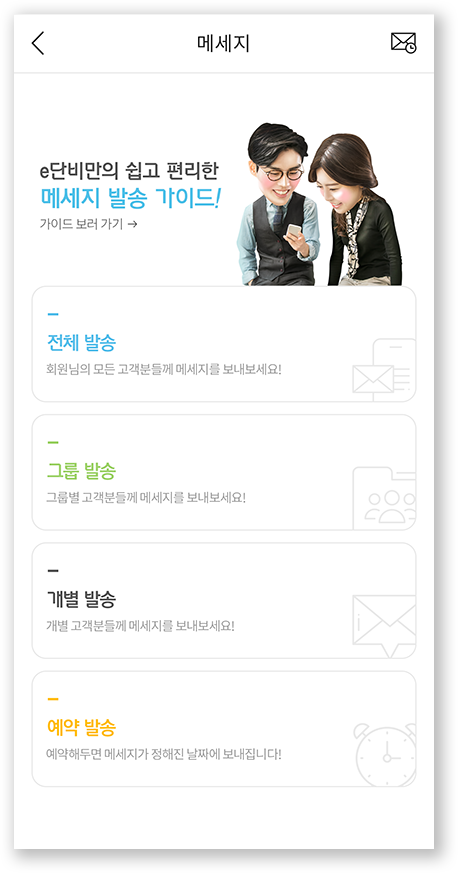 메세지
e단비만의 쉽고 편리한
메세지 발송 가이드!
가이드 보러 가기 →
전체 발송
회원님의 모든 고객분들께 메세지를 보내보세요!
그룹 발송
그룹별 고객분들께 메세지를 보내보세요!
개별 발송
개별 고객분들께 메세지를 보내보세요!
예약 발송
예약해두면 메세지가 정해진 날짜에 보내집니다!